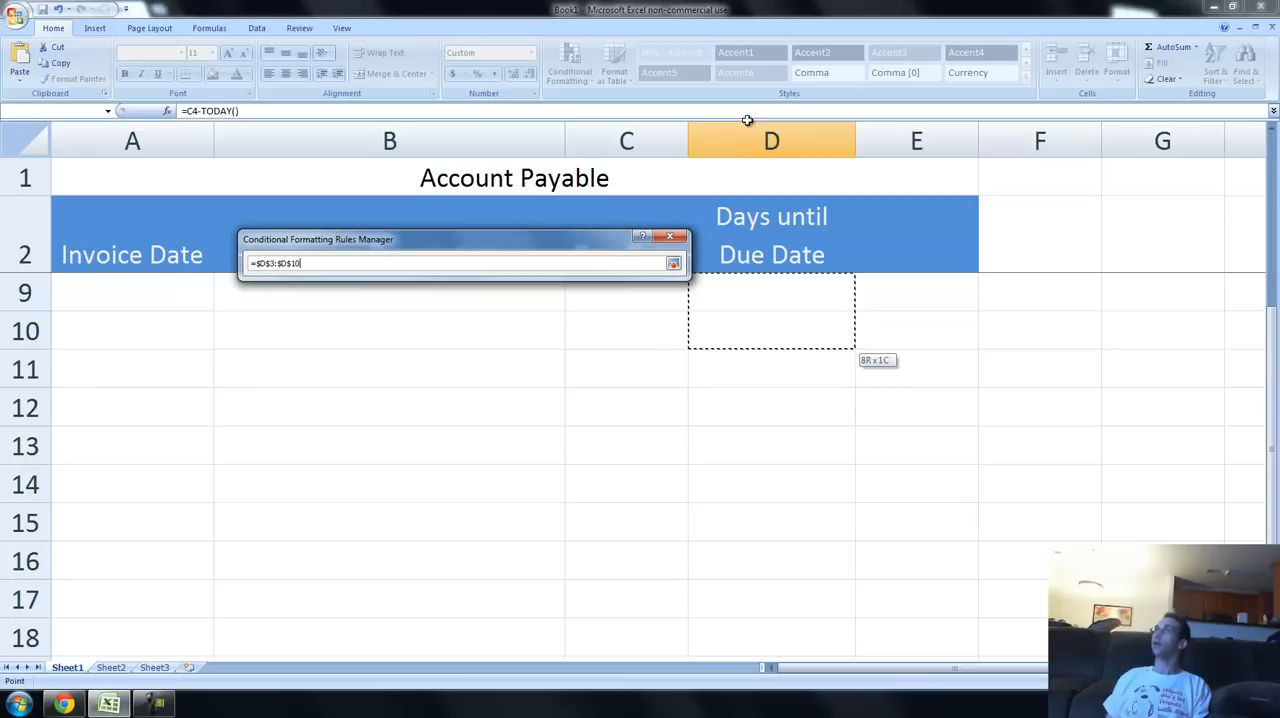 Book1 - Microsoft Excel non-commercial use
Home Insert Page Layout Formulas Data Review View
Cut
Copy
Format Painter
Paste
Clipboard
11
Font
Wrap Text
Merge & Center
Alignment
Custom
Number
Conditional Formatting
Format as Table
Accent1 Accent2 Accent3 Accent4
Accent5 Accent6 Comma Comma [0] Currency
Styles
Insert Delete Format
Cells
AutoSum
Fill
Clear
Sort & Filter
Find & Select
Editing
=C4-TODAY()
A B C D E F G
1 Account Payable
2 Invoice Date Days until Due Date
Conditional Formatting Rules Manager
=$D$3:$D$10
9
10
8R x 1C
11
12
13
14
15
16
17
18
Sheet1 Sheet2 Sheet3
Point